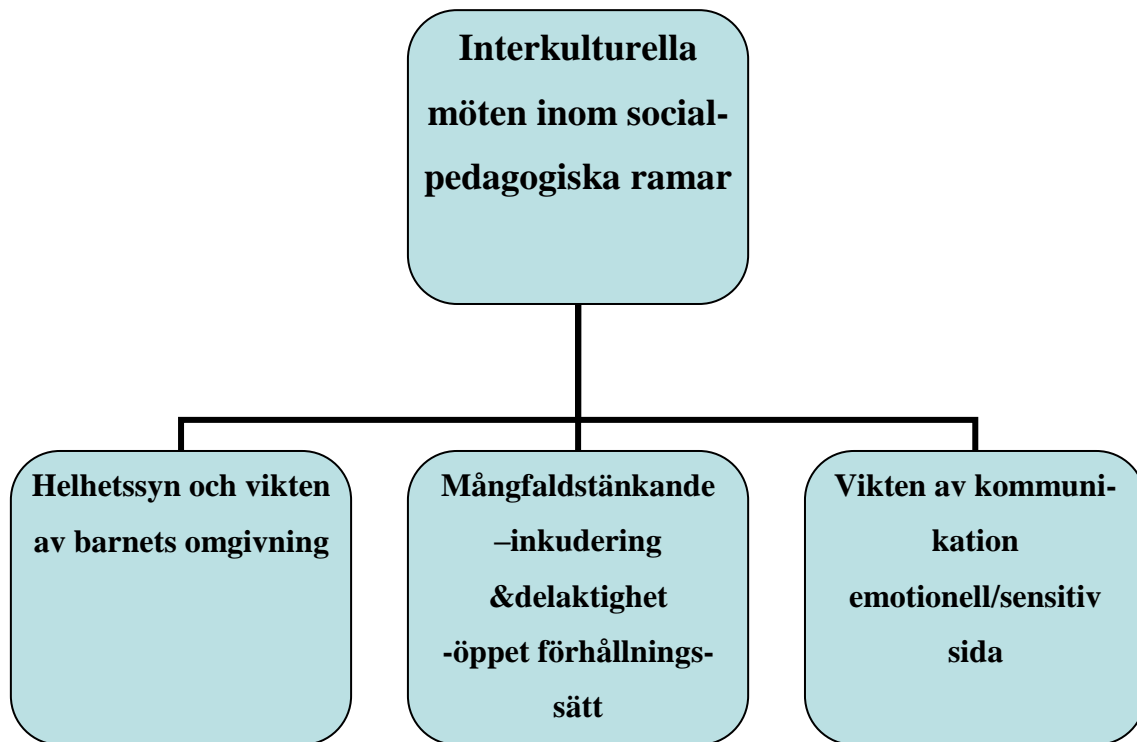 Interkulturella
möten inom social-
pedagogiska ramar
Helhetssyn och vikten
av barnets omgivning
Mångfaldstänkande
–inkudering
&delaktighet
-öppet förhållnings-
sätt
Vikten av kommuni-
kation
emotionell/sensitiv
sida